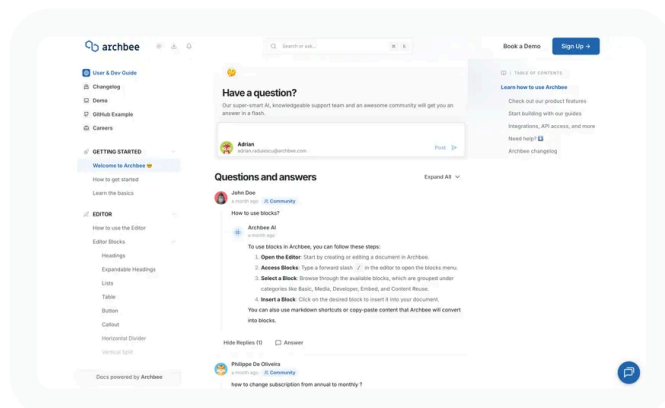 archbee
Search or ask...
⌘ K
Book a Demo
Sign Up →
User & Dev Guide
Changelog
Demo
GitHub Example
Careers
GETTING STARTED
Welcome to Archbee
How to get started
Learn the basics
EDITOR
How to use the Editor
Editor Blocks
Headings
Expandable Headings
Lists
Table
Button
Callout
Horizontal Divider
Vertical Split
Docs powered by Archbee
Have a question?
Our super-smart AI, knowledgeable support team and an awesome community will get you an
answer in a flash.
Adrian
Post
Questions and answers
Expand All
John Doe
a month ago Community
How to use blocks?
Archbee AI
a month ago
To use blocks in Archbee, you can follow these steps:
1. Open the Editor: Start by creating or editing a document in Archbee.
2. Access Blocks: Type a forward slash / in the editor to open the blocks menu.
3. Select a Block: Browse through the available blocks, which are grouped under
categories like Basic, Media, Developer, Embed, and Content Reuse.
4. Insert a Block: Click on the desired block to insert it into your document.
You can also use markdown shortcuts or copy-paste content that Archbee will convert
into blocks.
Hide Replies (1)
Answer
Philippe De Oliveira
a month ago Community
how to change subscription from annual to monthly ?
TABLE OF CONTENTS
Learn how to use Archbee
Check out our product features
Start building with our guides
Integrations, API access, and more
Need help?
Archbee changelog